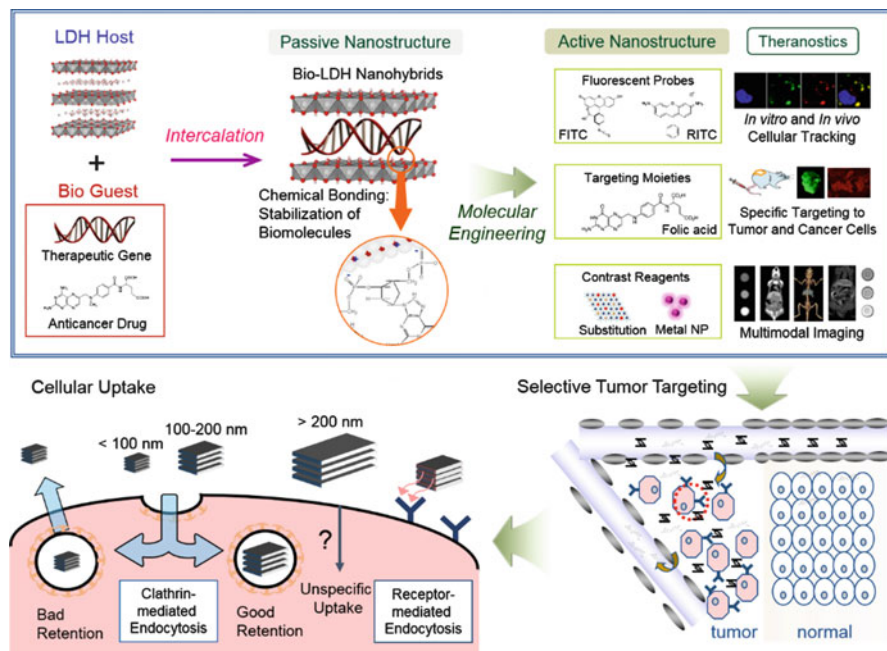 LDH Host
+
Bio Guest
Therapeutic Gene
Anticancer Drug
Intercalation
Passive Nanostructure
Bio-LDH Nanohybrids
Chemical Bonding:
Stabilization of
Biomolecules
Molecular
Engineering
Active Nanostructure
Fluorescent Probes
FITC
RITC
Targeting Moieties
Folic acid
Contrast Reagents
Substitution
Metal NP
Theranostics
In vitro and In vivo
Cellular Tracking
Specific Targeting to
Tumor and Cancer Cells
Multimodal Imaging
Cellular Uptake
< 100 nm
100-200 nm
> 200 nm
?
Bad
Retention
Clathrin-
mediated
Endocytosis
Good
Retention
Unspecific
Uptake
Receptor-
mediated
Endocytosis
Selective Tumor Targeting
tumor
normal